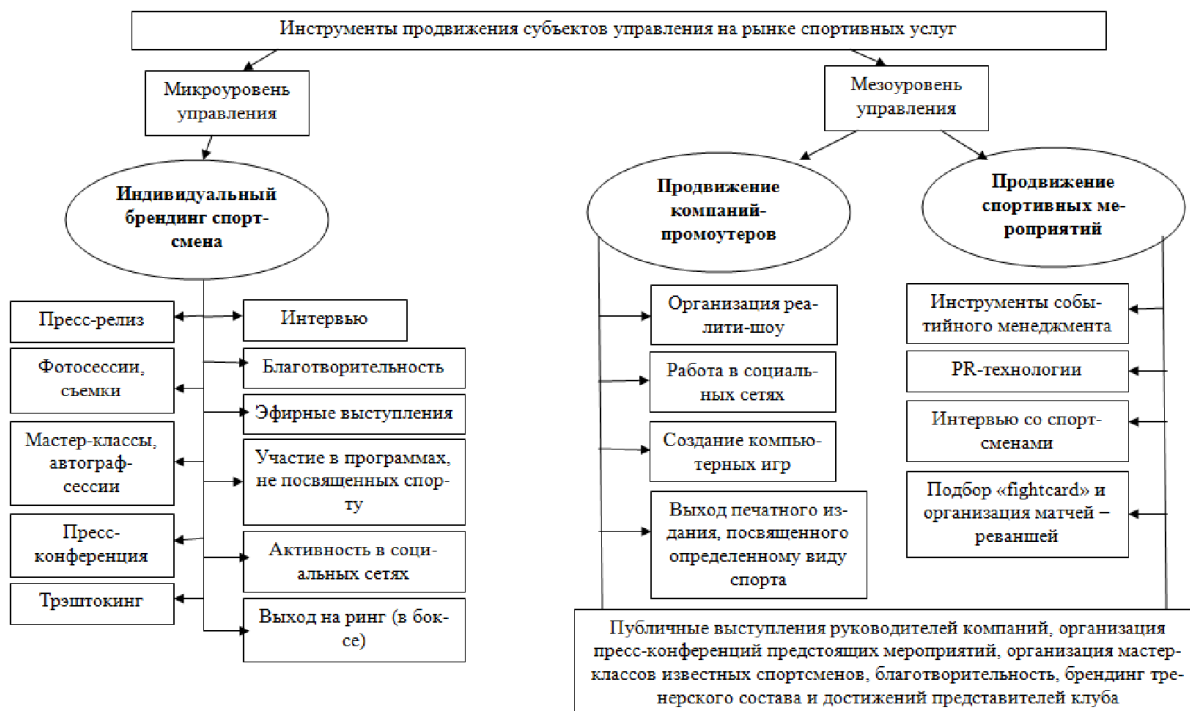 Инструменты продвижения субъектов управления на рынке спортивных услуг
Микроуровень
управления
Мезоуровень
управления
Индивидуальный
брендинг спорт-
смена
Продвижение
компаний-
промоутеров
Продвижение
спортивных ме-
роприятий
Пресс-релиз
Фотосессии,
съемки
Мастер-классы,
автограф-
сессии
Пресс-
конференция
Трэштокинг
Интервью
Благотворительность
Эфирные выступления
Участие в программах,
не посвященных спор-
ту
Активность в соци-
альных сетях
Выход на ринг (в бок-
се)
Организация реа-
лити-шоу
Работа в социаль-
ных сетях
Создание компью-
терных игр
Выход печатного из-
дания, посвященного
определенному виду
спорта
Инструменты собы-
тийного менеджмента
PR-технологии
Интервью со спорт-
сменами
Подбор «fightcard» и
организация матчей –
реваншей
Публичные выступления руководителей компаний, организация
пресс-конференций предстоящих мероприятий, организация мастер-
классов известных спортсменов, благотворительность, брендинг тре-
нерского состава и достижений представителей клуба